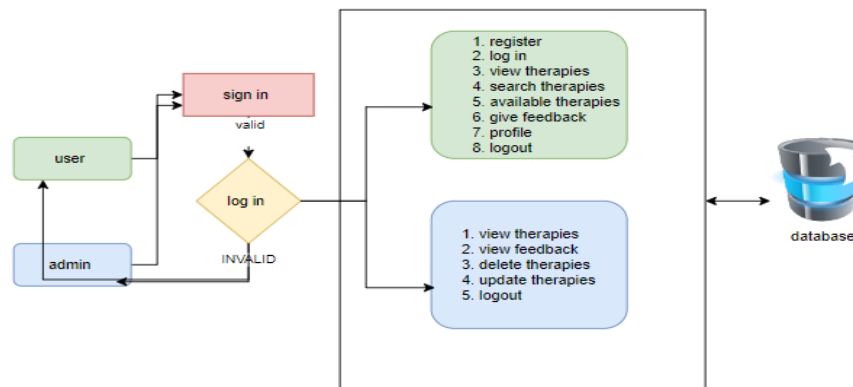 sign in
valid
user
log in
admin
INVALID
1. register
2. log in
3. view therapies
4. search therapies
5. available therapies
6. give feedback
7. profile
8. logout
1. view therapies
2. view feedback
3. delete therapies
4. update therapies
5. logout
database